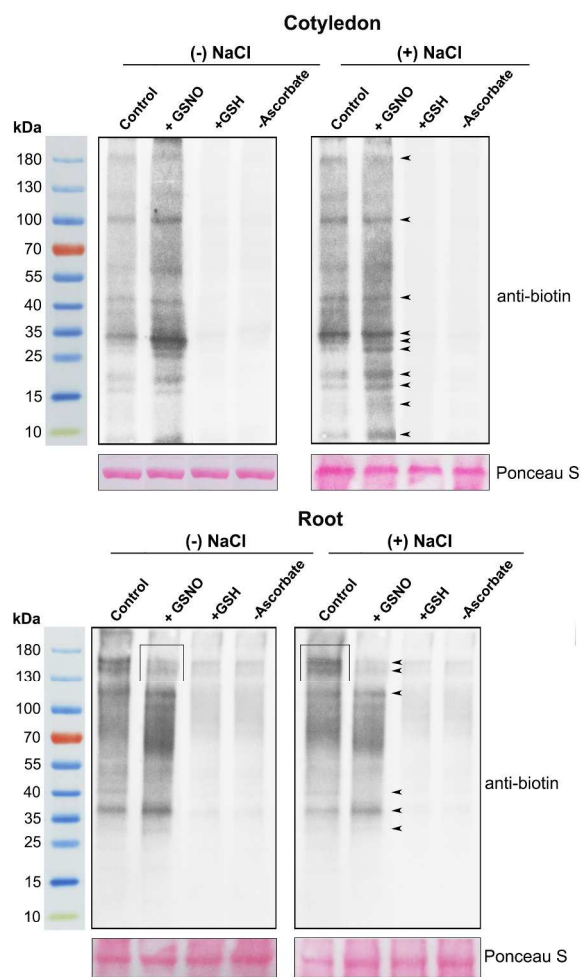 Cotyledon
(-) NaCl
(+) NaCl
Control
+ GSNO
+GSH
-Ascorbate
Control
+ GSNO
+GSH
-Ascorbate
kDa
180
130
100
70
55
40
35
25
15
10
anti-biotin
Ponceau S
Root
(-) NaCl
(+) NaCl
Control
+ GSNO
+GSH
-Ascorbate
Control
+ GSNO
+GSH
-Ascorbate
kDa
180
130
100
70
55
40
35
25
15
10
anti-biotin
Ponceau S